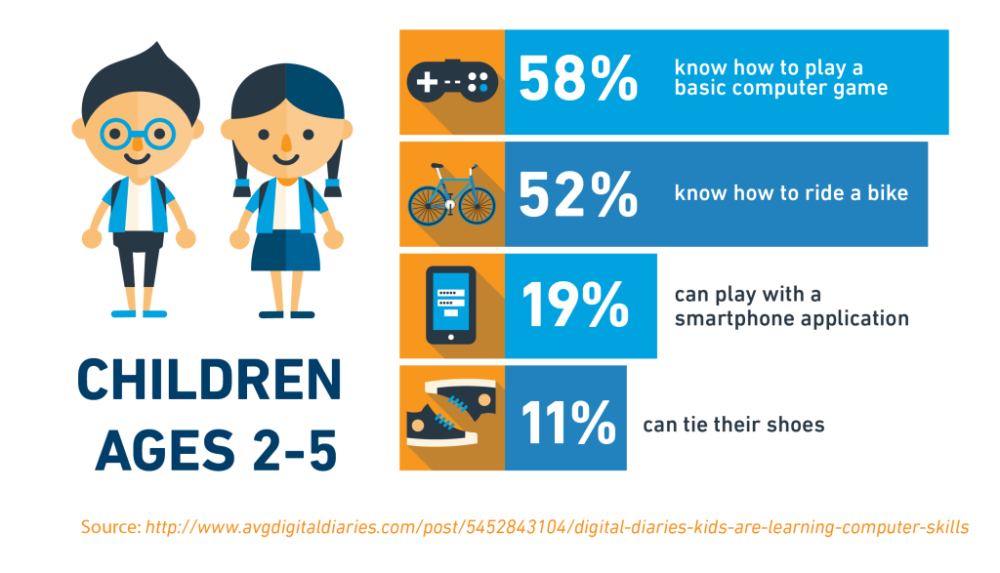 58%
know how to play a
basic computer game
52%
know how to ride a bike
19%
can play with a
smartphone application
11%
can tie their shoes
CHILDREN
AGES 2-5
Source: http://www.avgdigitaldiaries.com/post/5452843104/digital-diaries-kids-are-learning-computer-skills